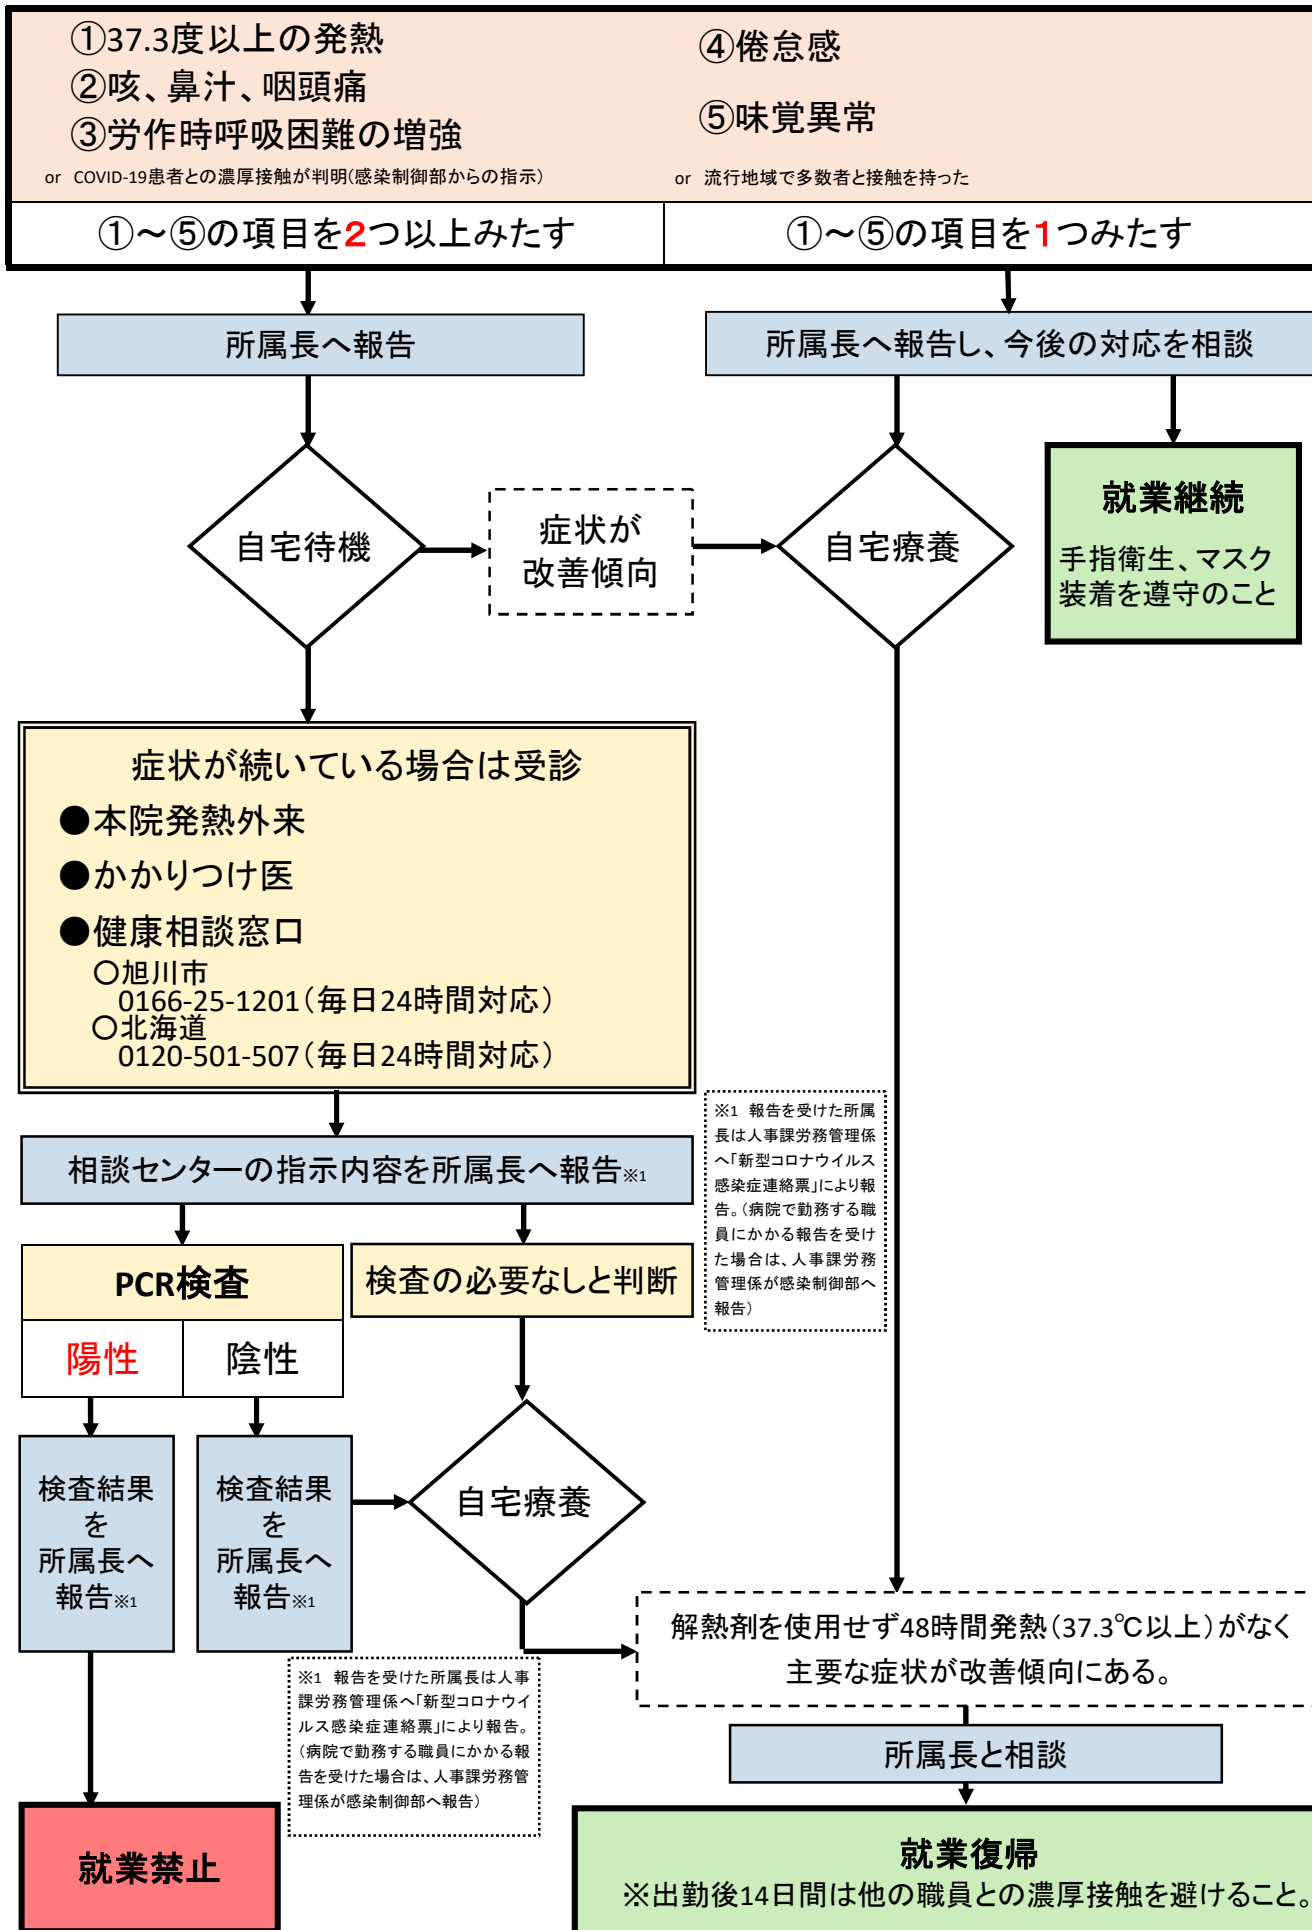 ①37.3度以上の発熱
②咳、鼻汁、咽頭痛
③労作時呼吸困難の増強
or COVID-19患者との濃厚接触が判明(感染制御部からの指示)
④倦怠感
⑤味覚異常
or 流行地域で多数者と接触を持った
①～⑤の項目を2つ以上みたす
①～⑤の項目を1つみたす
所属長へ報告
所属長へ報告し、今後の対応を相談
自宅待機
症状が
改善傾向
自宅療養
就業継続
手指衛生、マスク
装着を遵守のこと
症状が続いている場合は受診
●本院発熱外来
●かかりつけ医
●健康相談窓口
○旭川市
0166-25-1201(毎日24時間対応)
○北海道
0120-501-507(毎日24時間対応)
※1 報告を受けた所属
長は人事課労務管理係
へ「新型コロナウイルス
感染症連絡票」により報
告。(病院で勤務する職
員にかかる報告を受け
た場合は、人事課労務
管理係が感染制御部へ
報告)
相談センターの指示内容を所属長へ報告※1
PCR検査
陽性
陰性
検査の必要なしと判断
検査結果
を
所属長へ
報告※1
検査結果
を
所属長へ
報告※1
自宅療養
解熱剤を使用せず48時間発熱(37.3℃以上)がなく
主要な症状が改善傾向にある。
※1 報告を受けた所属長は人事
課労務管理係へ「新型コロナウイ
ルス感染症連絡票」により報告。
(病院で勤務する職員にかかる報
告を受けた場合は、人事課労務管
理係が感染制御部へ報告)
所属長と相談
就業禁止
就業復帰
※出勤後14日間は他の職員との濃厚接触を避けること。